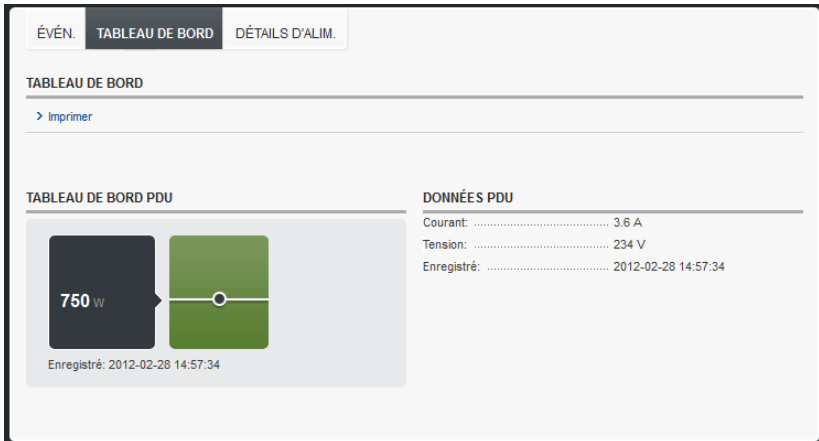 ÉVÉN. TABLEAU DE BORD DÉTAILS D'ALIM.
TABLEAU DE BORD
Imprimer
TABLEAU DE BORD PDU
750 W
Enregistré: 2012-02-28 14:57:34
DONNÉES PDU
Courant: 3.6 A
Tension: 234 V
Enregistré: 2012-02-28 14:57:34